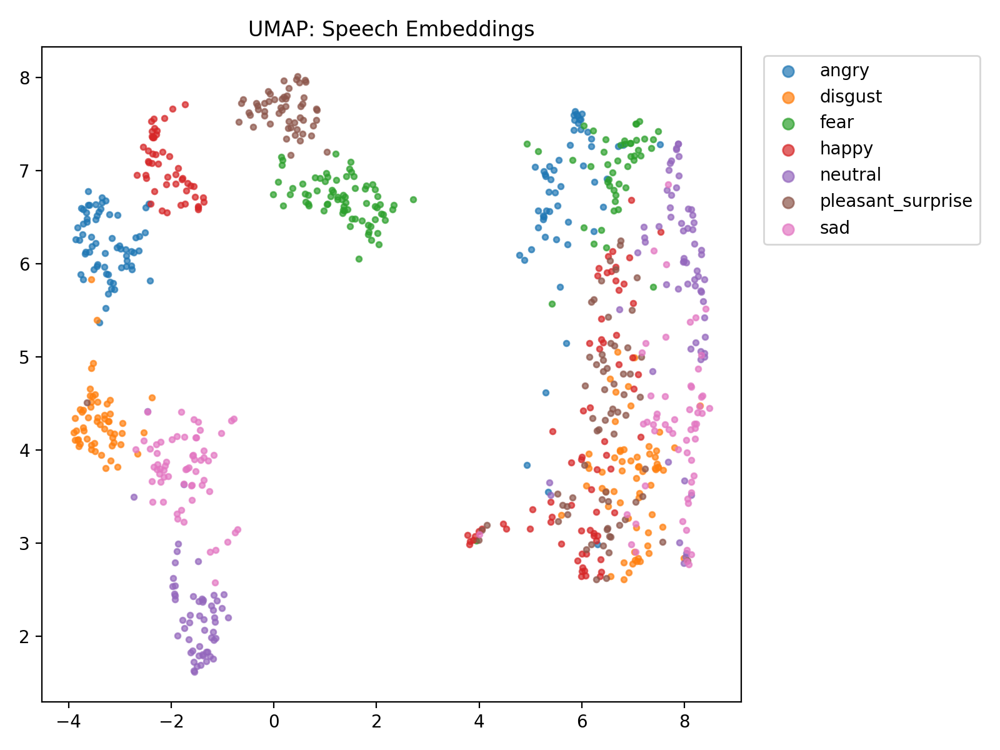 UMAP: Speech Embeddings
8
7
6
5
4
3
2
−4
−2
0
2
4
6
8
angry
disgust
fear
happy
neutral
pleasant_surprise
sad